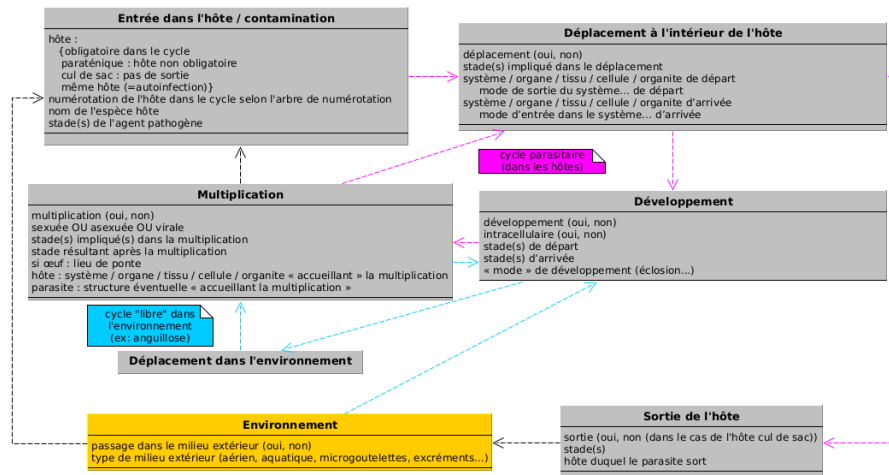 Entrée dans l'hôte / contamination
hôte :
{obligatoire dans le cycle
paraténique : hôte non obligatoire
cul de sac : pas de sortie
même hôte (=autoinfection)}
numérotation de l'hôte dans le cycle selon l'arbre de numérotation
nom de l'espèce hôte
stade(s) de l'agent pathogène
Déplacement à l'intérieur de l'hôte
déplacement (oui, non)
stade(s) impliqué dans le déplacement
système / organe / tissu / cellule / organite de départ
mode de sortie du système... de départ
système / organe / tissu / cellule / organite d’arrivée
mode d’entrée dans le système... d’arrivée
cycle parasitaire
(dans les hôtes)
Multiplication
multiplication (oui, non)
sexuée OU asexuée OU virale
stade(s) impliqué(s) dans la multiplication
stade résultant après la multiplication
si œuf : lieu de ponte
hôte : système / organe / tissu / cellule / organite « accueillant » la multiplication
parasite : structure éventuelle « accueillant la multiplication »
Développement
développement (oui, non)
intracellulaire (oui, non)
stade(s) de départ
stade(s) d’arrivée
« mode » de développement (éclosion...)
cycle "libre" dans
l'environnement
(ex: anguillose)
Déplacement dans l'environnement
Environnement
passage dans le milieu extérieur (oui, non)
type de milieu extérieur (aérien, aquatique, microgoutelettes, excréments...)
Sortie de l'hôte
sortie (oui, non (dans le cas de l'hôte cul de sac))
stade(s)
hôte duquel le parasite sort